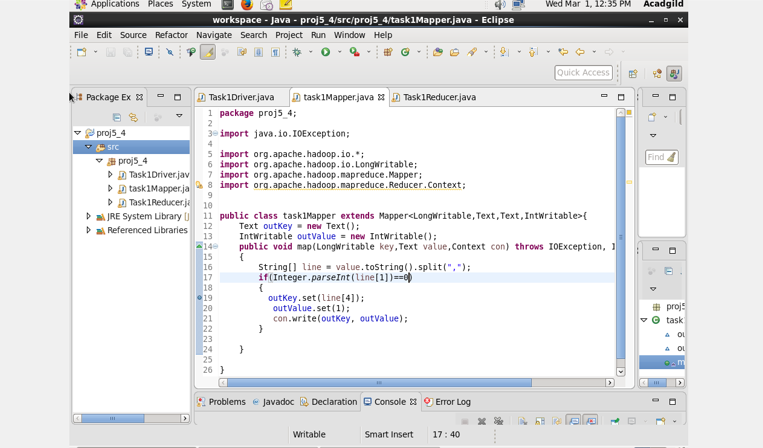 Applications Places System Wed Mar 1, 12:35 PM Acadgild
workspace - Java - proj5_4/src/proj5_4/task1Mapper.java - Eclipse
File Edit Source Refactor Navigate Search Project Run Window Help
Quick Access
Package Ex
Task1Driver.java task1Mapper.java Task1Reducer.java
proj5_4
src
proj5_4
Task1Driver.jav
task1Mapper.ja
Task1Reducer.ja
JRE System Library [
Referenced Libraries
1 package proj5_4;
2
3 import java.io.IOException;
4
5 import org.apache.hadoop.io.*;
6 import org.apache.hadoop.io.LongWritable;
7 import org.apache.hadoop.mapreduce.Mapper;
8 import org.apache.hadoop.mapreduce.Reducer.Context;
9
10
11 public class task1Mapper extends Mapper<LongWritable,Text,Text,IntWritable>{
12 Text outKey = new Text();
13 IntWritable outValue = new IntWritable();
14 public void map(LongWritable key,Text value,Context con) throws IOException, I
15 {
16 String[] line = value.toString().split(",");
17 if(Integer.parseInt(line[1])==0)
18 {
19 outKey.set(line[4]);
20 outValue.set(1);
21 con.write(outKey, outValue);
22 }
23
24 }
25
26 }
Find
proj5
task
ou
ou
m
Problems Javadoc Declaration Console Error Log
Writable Smart Insert 17 : 40